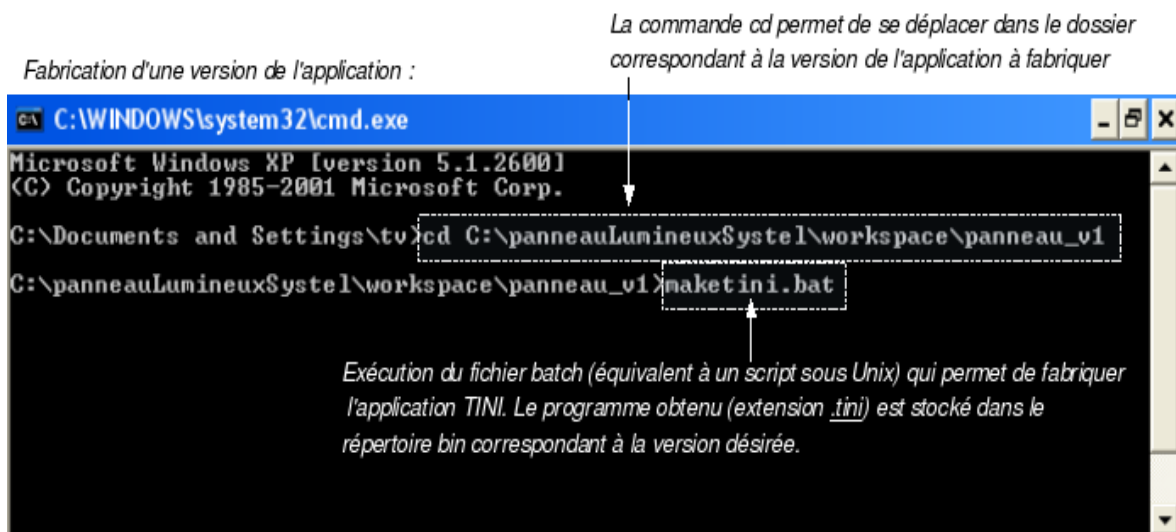 La commande cd permet de se déplacer dans le dossier
correspondant à la version de l'application à fabriquer
Fabrication d'une version de l'application :
C:\WINDOWS\system32\cmd.exe
Microsoft Windows XP [version 5.1.2600]
(C) Copyright 1985-2001 Microsoft Corp.
C:\Documents and Settings\tv>cd C:\panneauLumineuxSystel\workspace\panneau_v1
C:\panneauLumineuxSystel\workspace\panneau_v1>maketini.bat
Exécution du fichier batch (équivalent à un script sous Unix) qui permet de fabriquer
l'application TINI. Le programme obtenu (extension .tini) est stocké dans le
répertoire bin correspondant à la version désirée.